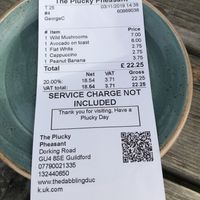 The Plucky Pheasant
T 25
03/11/2019 14:39
#4
GeorgeC
# Item Price
1 Wild Mushrooms 7.00
1 Avocado on toast 6.00
1 Flat White 2.75
1 Cappuccino 2.75
1 Peanut Banana 3.75
Total £ 22.25
Net VAT Total
20.00%: 18.54 3.71 22.25
VAT total: 18.54 3.71 22.25
SERVICE CHARGE NOT
INCLUDED
Thank you for visiting, Have a
Plucky Day
The Plucky
Pheasant
Dorking Road
GU4 8SE Guildford
07790021335
132440650
www.thedabblingduc
k.uk.com